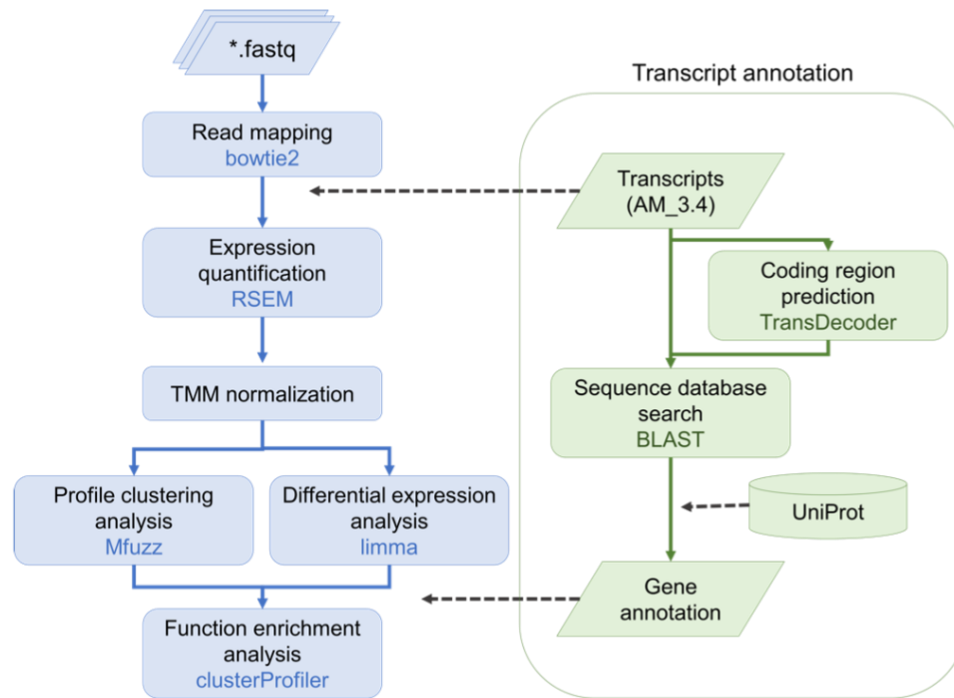 *.fastq
Read mapping
bowtie2
Expression
quantification
RSEM
TMM normalization
Profile clustering
analysis
Mfuzz
Differential expression
analysis
limma
Function enrichment
analysis
clusterProfiler
Transcript annotation
Transcripts
(AM_3.4)
Coding region
prediction
TransDecoder
Sequence database
search
BLAST
UniProt
Gene
annotation